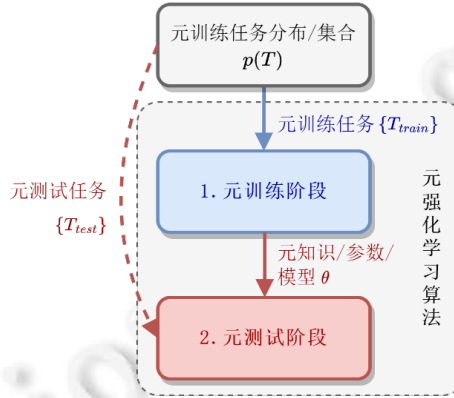 元训练任务分布/集合
p(T)
元训练任务 {T_train}
1. 元训练阶段
元测试任务
{T_test}
元知识/参数/
模型 θ
2. 元测试阶段
元强化学习算法